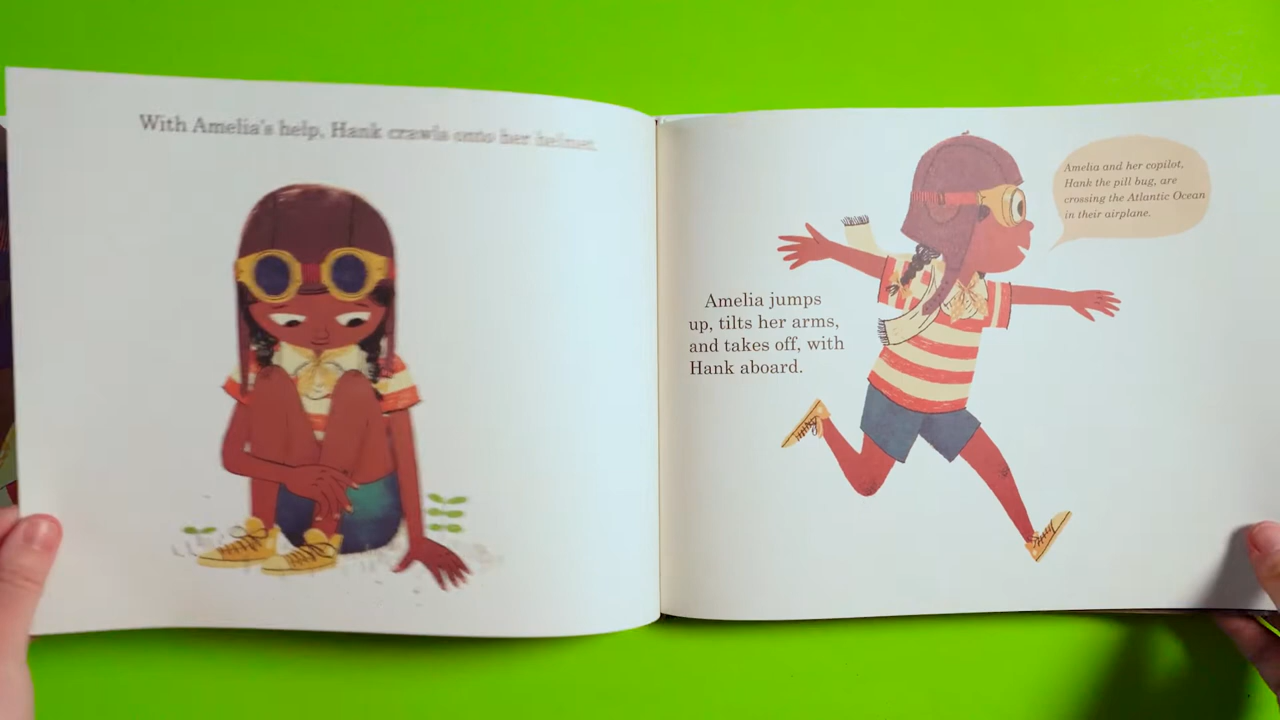 With Amelia's help, Hank crawls onto her helmet.
Amelia jumps
up, tilts her arms,
and takes off, with
Hank aboard.
Amelia and her copilot,
Hank the pill bug, are
crossing the Atlantic Ocean
in their airplane.